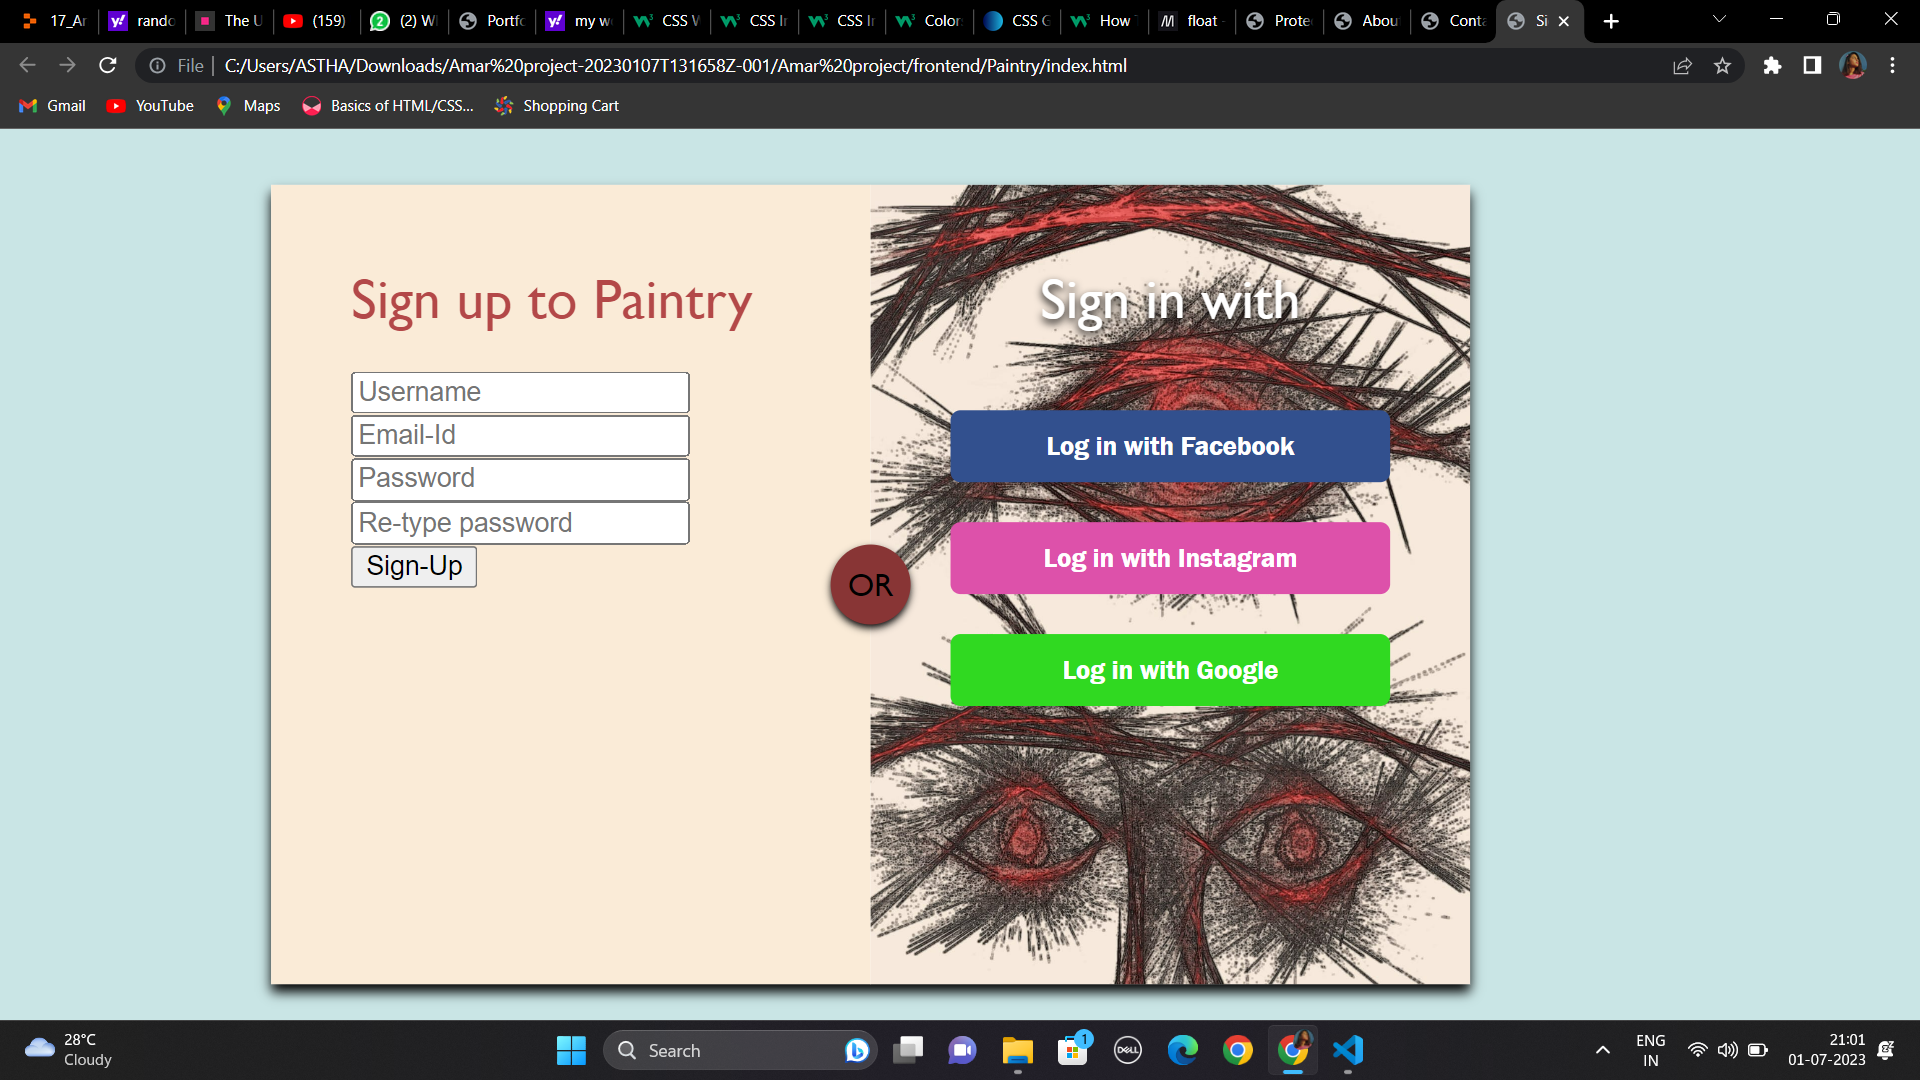 17_Ar
rando
The U
(159)
(2) W
Portfo
my w
CSS V
CSS Ir
CSS Ir
Color
CSS G
How
float
Prote
Abou
Conta
Si
File
C:/Users/ASTHA/Downloads/Amar%20project-20230107T131658Z-001/Amar%20project/frontend/Paintry/index.html
Gmail
YouTube
Maps
Basics of HTML/CSS...
Shopping Cart
Sign up to Paintry
Username
Email-Id
Password
Re-type password
Sign-Up
OR
Sign in with
Log in with Facebook
Log in with Instagram
Log in with Google
28°C
Cloudy
Search
1
DELL
ENG
IN
21:01
01-07-2023